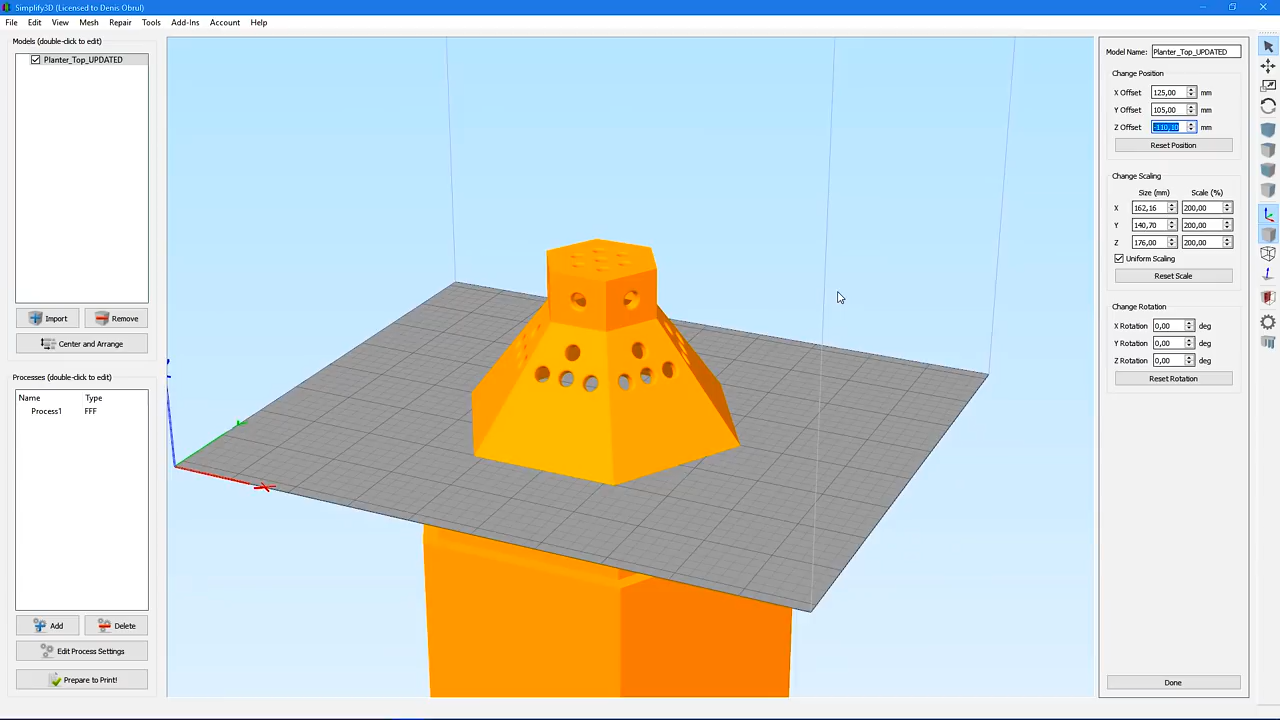 Simplify3D (Licensed to Denis Obrul)
File Edit View Mesh Repair Tools Add-Ins Account Help
Models (double-click to edit)
Planter_Top_UPDATED
Import Remove
Center and Arrange
Processes (double-click to edit)
Name Type
Process1 FFF
Add Delete
Edit Process Settings
Prepare to Print!
Model Name: Planter_Top_UPDATED
Change Position
X Offset 125,00 mm
Y Offset 105,00 mm
Z Offset -110,10 mm
Reset Position
Change Scaling
Size (mm) Scale (%)
X 162,16 200,00
Y 140,70 200,00
Z 176,00 200,00
Uniform Scaling
Reset Scale
Change Rotation
X Rotation 0,00 deg
Y Rotation 0,00 deg
Z Rotation 0,00 deg
Reset Rotation
Done